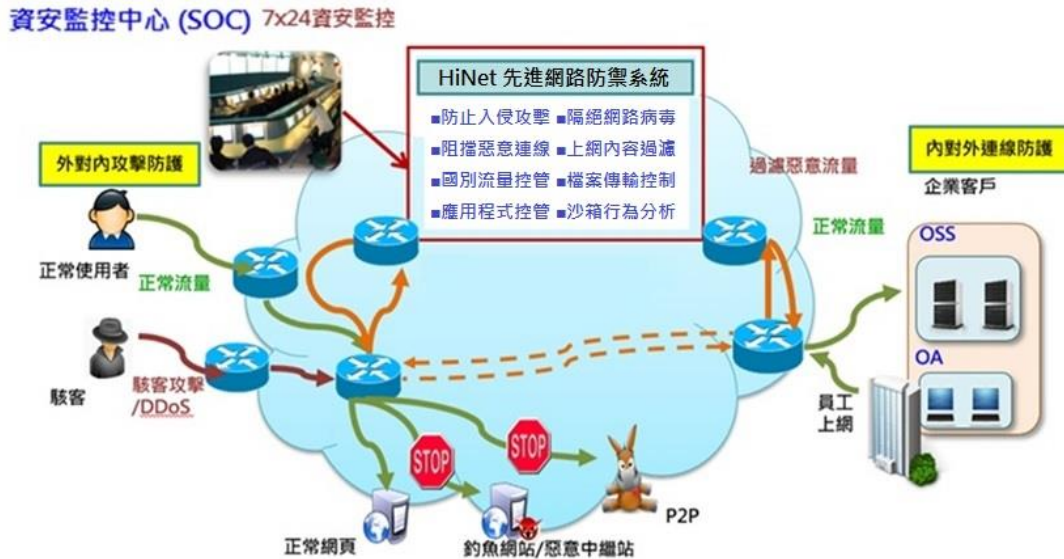 資安監控中心 (SOC) 7x24資安監控
HiNet 先進網路防禦系統
■防止入侵攻擊 ■隔絕網路病毒
■阻擋惡意連線 ■上網內容過濾
■國別流量控管 ■檔案傳輸控制
■應用程式控管 ■沙箱行為分析
外對內攻擊防護
正常使用者
正常流量
駭客
駭客攻擊
/DDoS
過濾惡意流量
內對外連線防護
企業客戶
正常流量
OSS
OA
員工
上網
STOP
STOP
正常網頁
釣魚網站/惡意中繼站
P2P